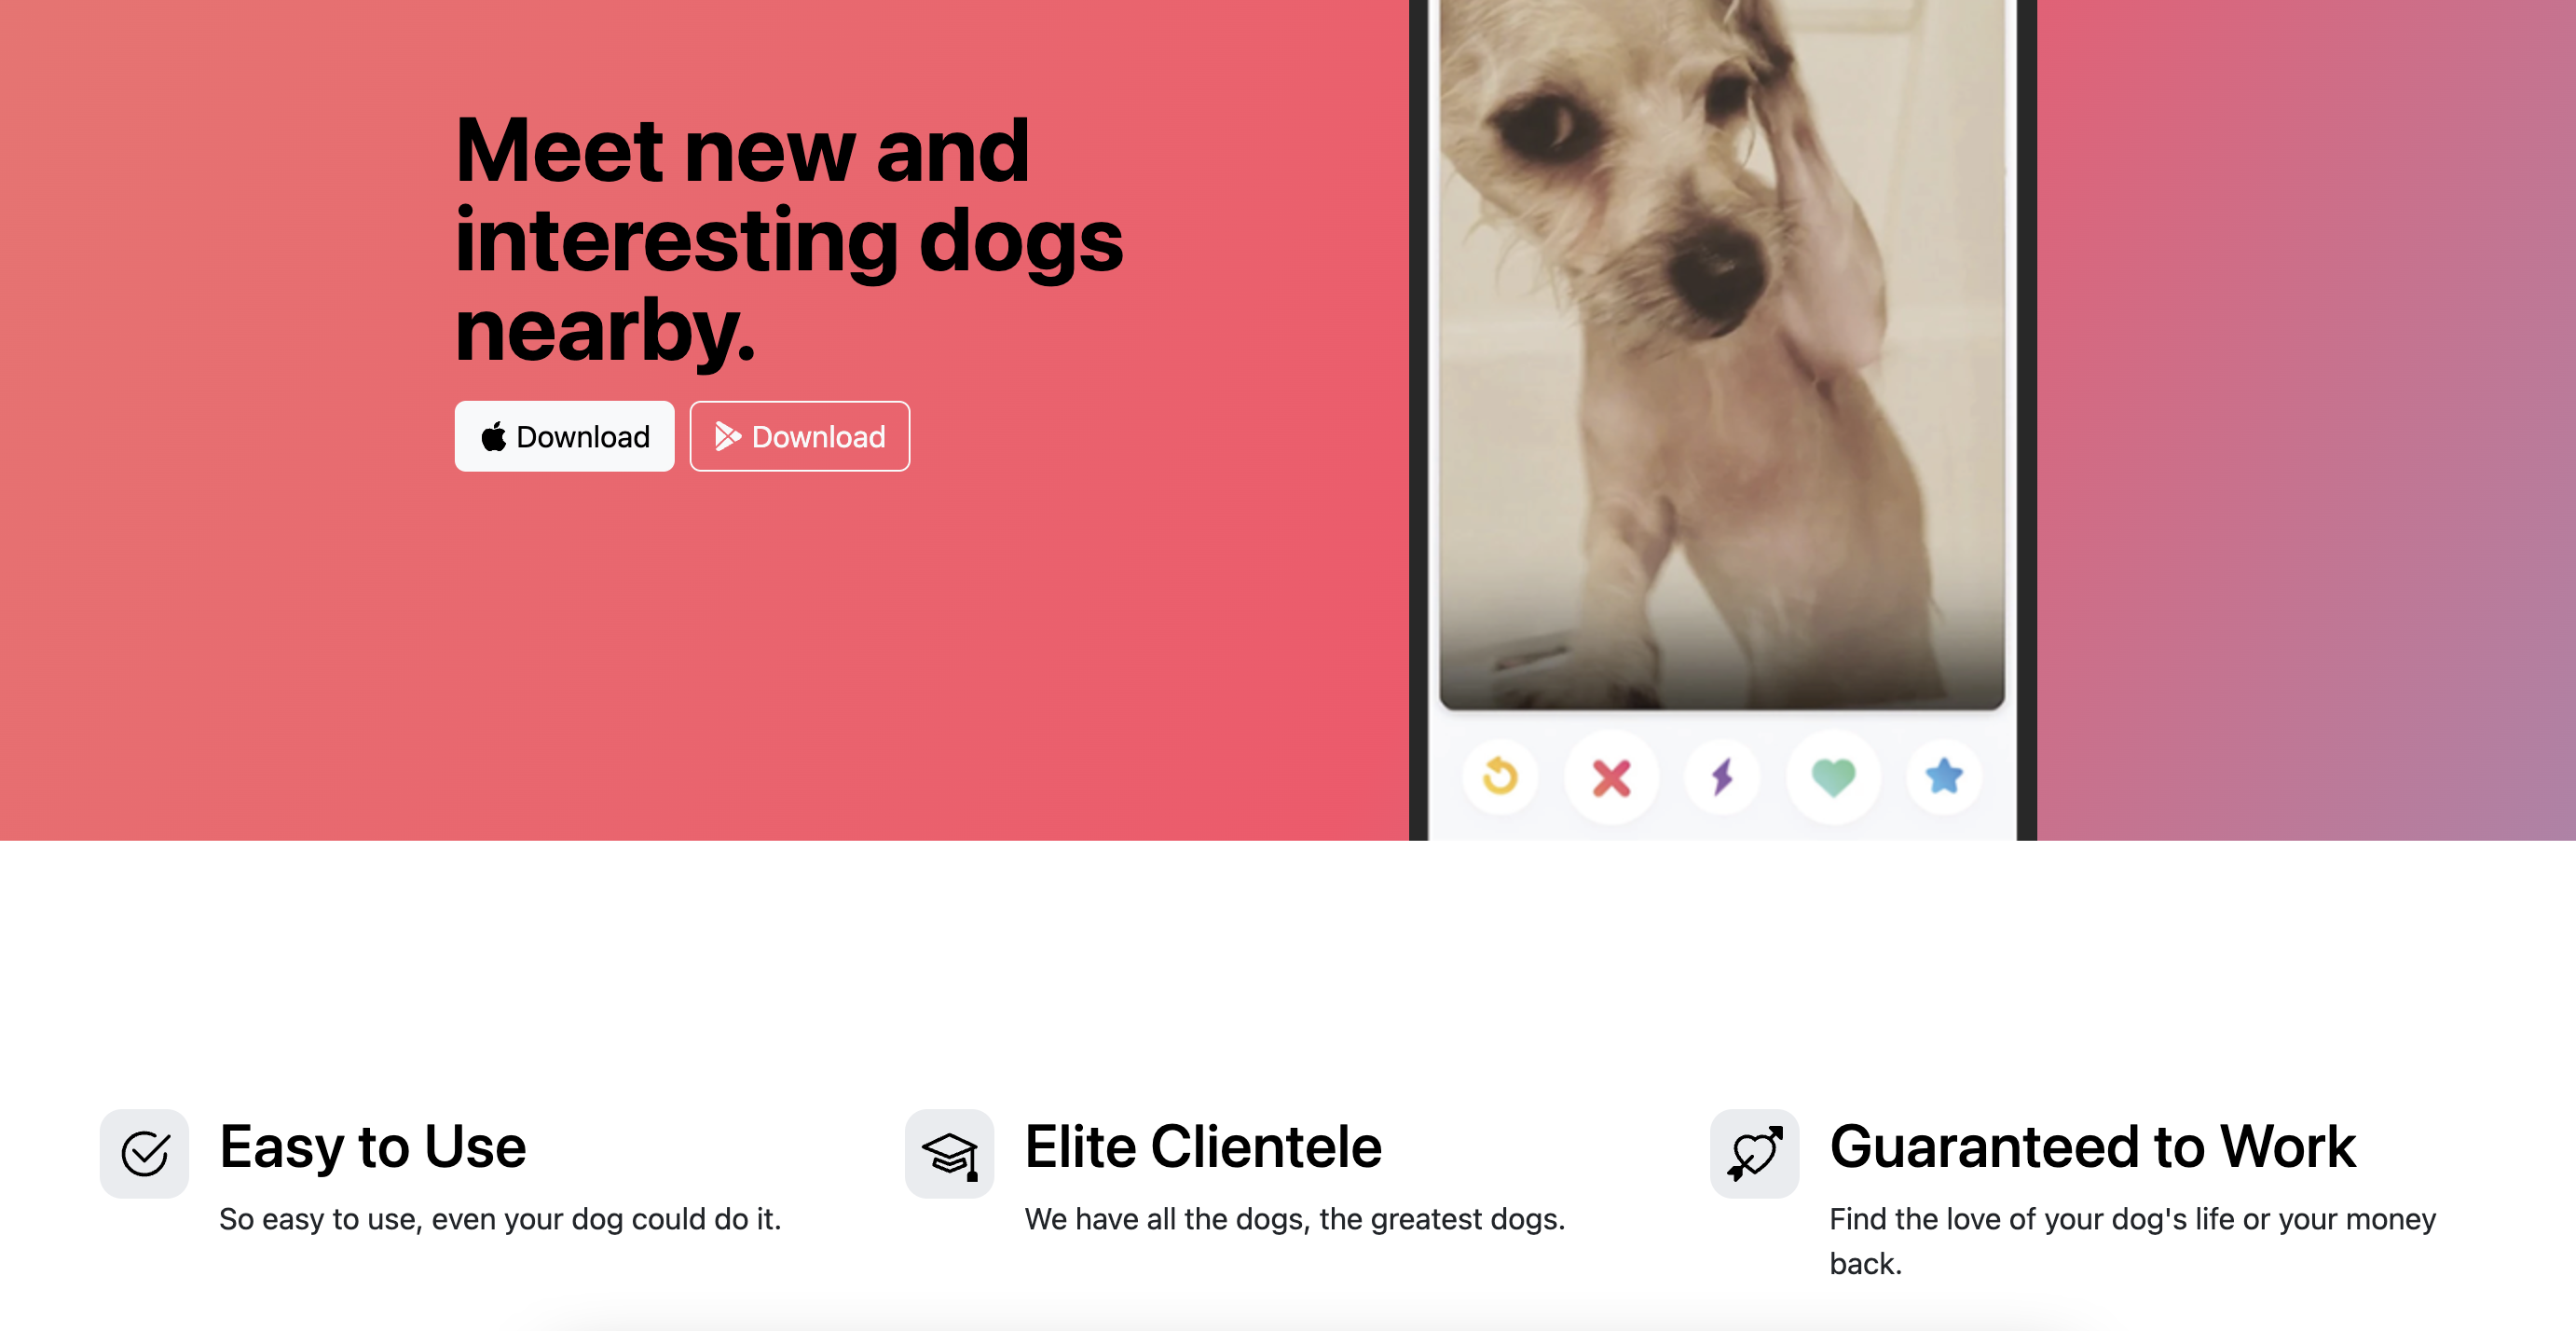 Meet new and
interesting dogs
nearby.
Download
Download
Easy to Use
So easy to use, even your dog could do it.
Elite Clientele
We have all the dogs, the greatest dogs.
Guaranteed to Work
Find the love of your dog's life or your money
back.